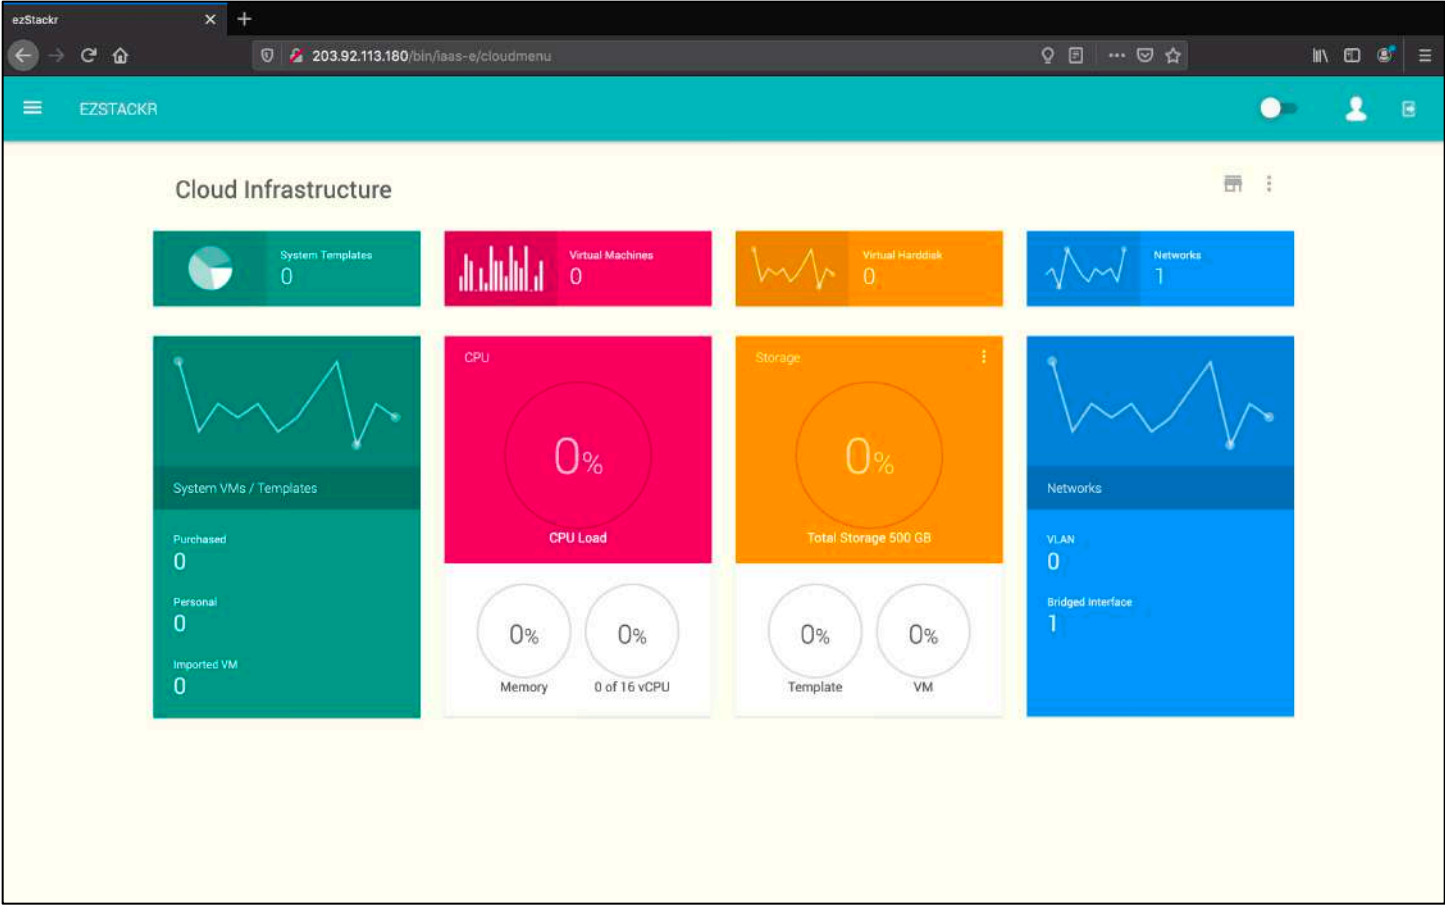 ezStackr
203.92.113.180/bin/iaas-e/cloudmenu
EZSTACKR
Cloud Infrastructure
System Templates
0
Virtual Machines
0
Virtual Harddisk
0
Networks
1
System VMs / Templates
Purchased
0
Personal
0
Imported VM
0
CPU
0%
CPU Load
0%
Memory
0%
0 of 16 vCPU
Storage
0%
Total Storage 500 GB
0%
Template
0%
VM
Networks
VLAN
0
Bridged Interface
1